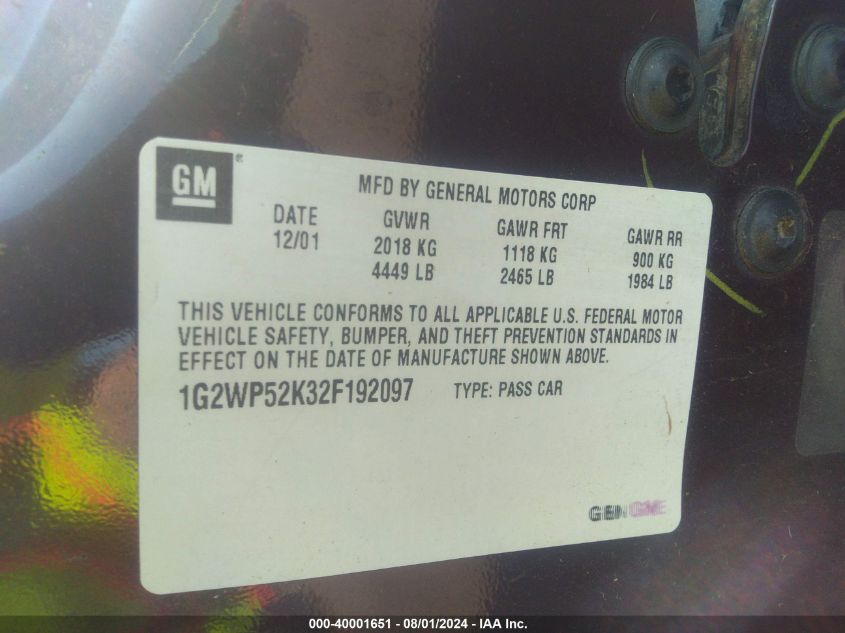 GM®
MFD BY GENERAL MOTORS CORP
DATE GVWR GAWR FRT GAWR RR
12/01 2018 KG 1118 KG 900 KG
4449 LB 2465 LB 1984 LB
THIS VEHICLE CONFORMS TO ALL APPLICABLE U.S. FEDERAL MOTOR
VEHICLE SAFETY, BUMPER, AND THEFT PREVENTION STANDARDS IN
EFFECT ON THE DATE OF MANUFACTURE SHOWN ABOVE.
1G2WP52K32F192097 TYPE: PASS CAR
000-40001651 - 08/01/2024 - IAA Inc.